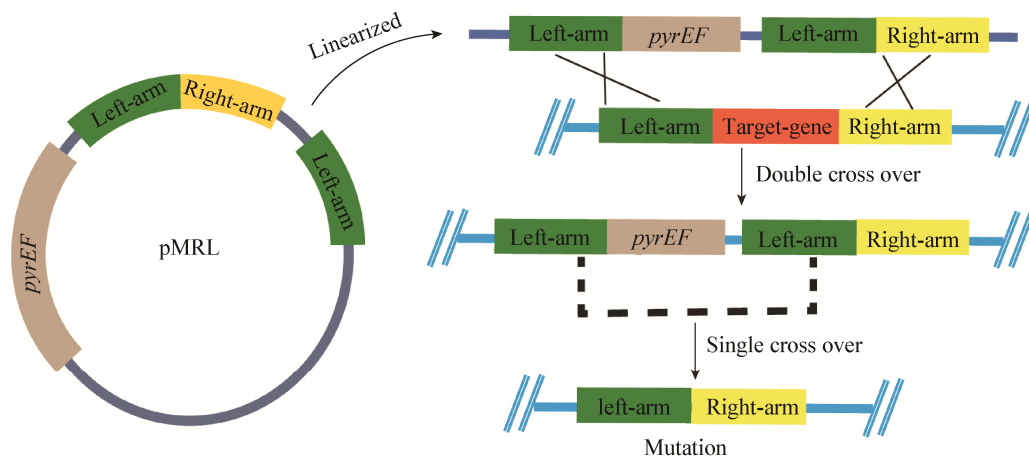 Linearized
Left-arm
pyrEF
Left-arm
Right-arm
Left-arm
Right-arm
Left-arm
pyrEF
pMRL
Left-arm
Target-gene
Right-arm
Double cross over
Left-arm
pyrEF
Left-arm
Right-arm
Single cross over
left-arm
Right-arm
Mutation